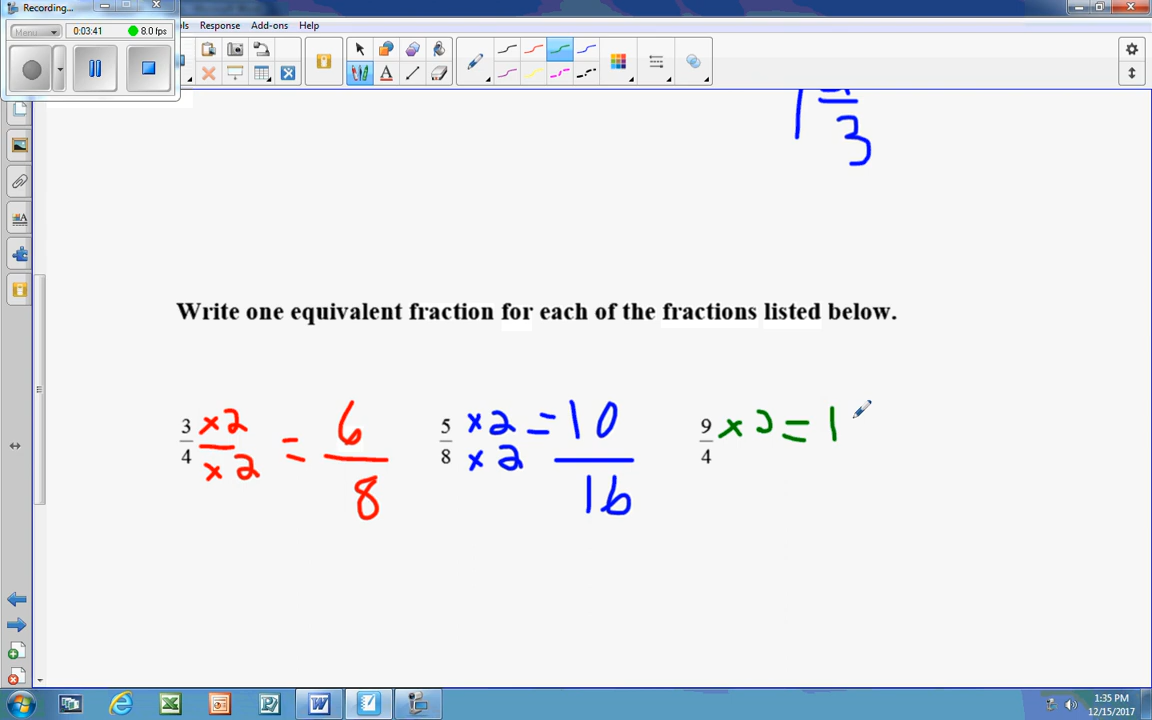 Recording...
Menu 0:03:41 8.0 fps
Response Add-ons Help
1
3
Write one equivalent fraction for each of the fractions listed below.
3/4 ×2/×2 = 6/8
5/8 ×2 ×2 = 10/16
9/4 × 2 = 1
1:35 PM
12/15/2017